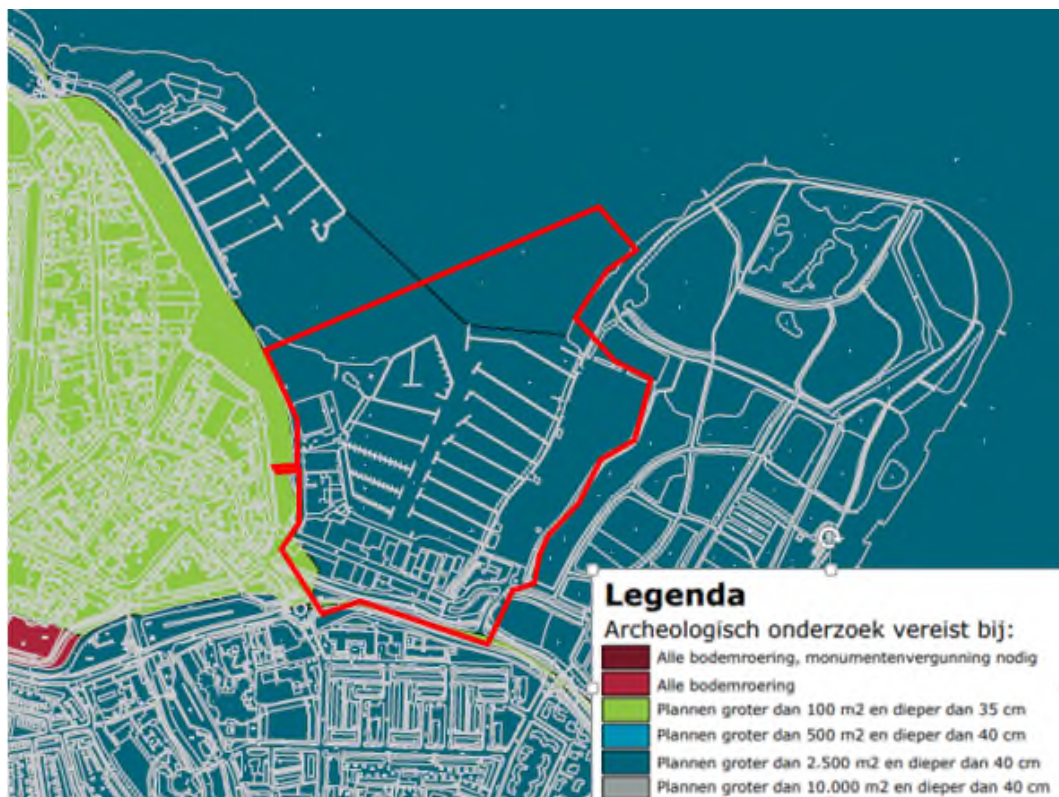 Legenda
Archeologisch onderzoek vereist bij:
Alle bodemroering, monumentenvergunning nodig
Alle bodemroering
Plannen groter dan 100 m2 en dieper dan 35 cm
Plannen groter dan 500 m2 en dieper dan 40 cm
Plannen groter dan 2.500 m2 en dieper dan 40 cm
Plannen groter dan 10.000 m2 en dieper dan 40 cm